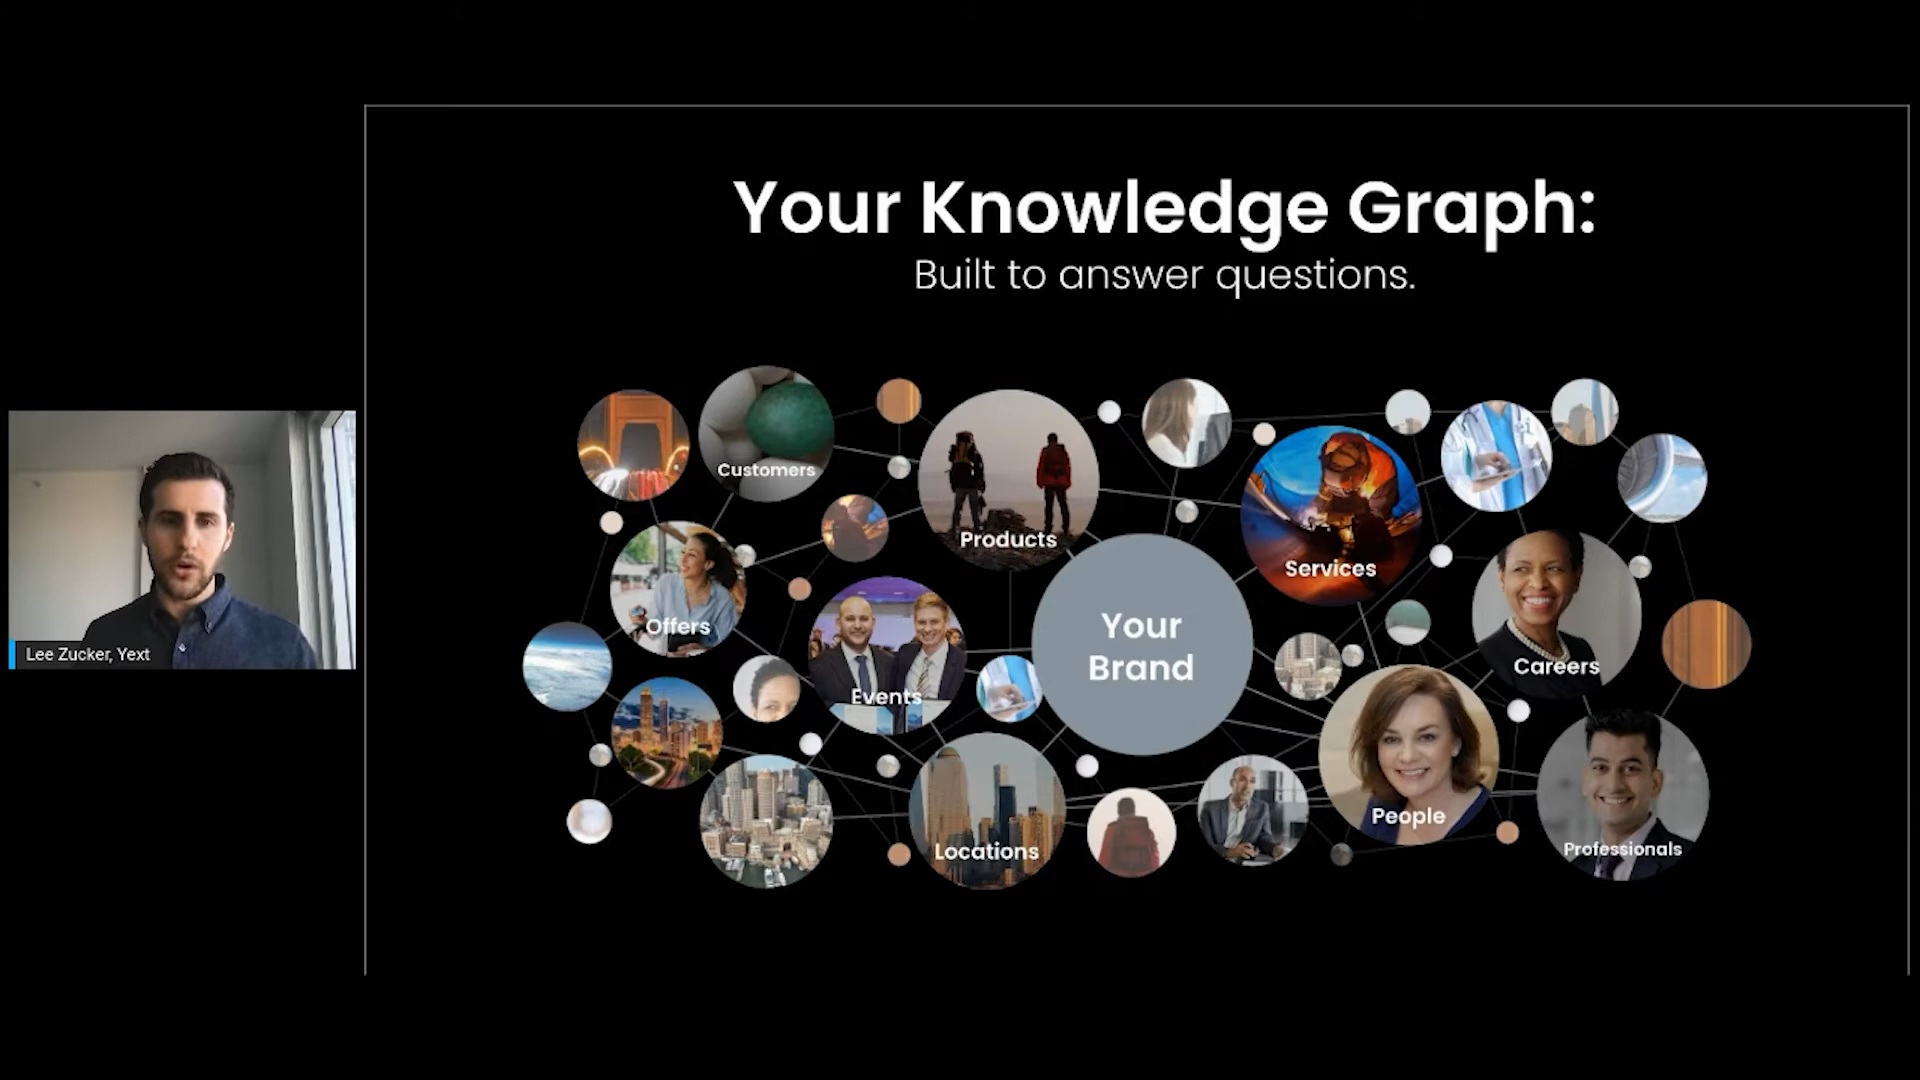 Your Knowledge Graph:
Built to answer questions.
Customers
Products
Services
Offers
Your
Brand
Careers
Events
People
Locations
Professionals
Lee Zucker, Yext